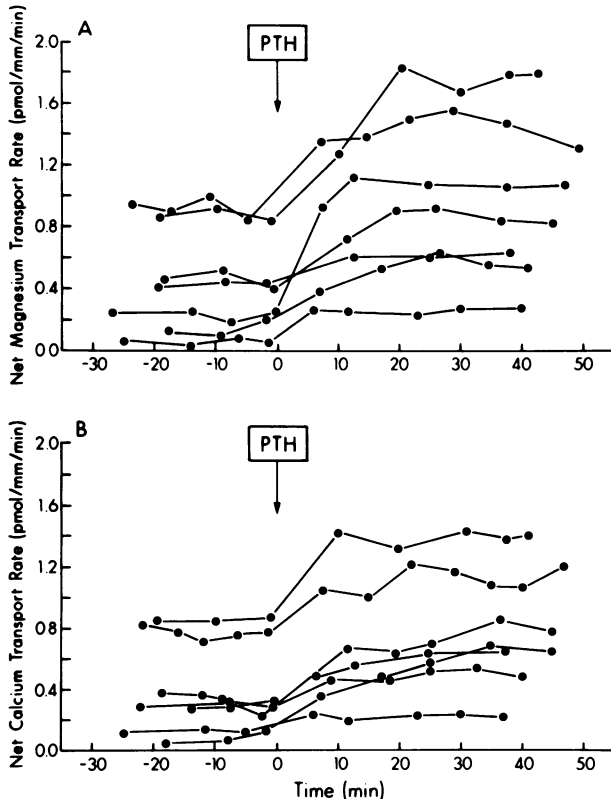 A
PTH
Net Magnesium Transport Rate (pmol/mm/min)
2.0
1.6
1.2
0.8
0.4
0.0
-30 -20 -10 0 10 20 30 40 50
B
PTH
Net Calcium Transport Rate (pmol/mm/min)
2.0
1.6
1.2
0.8
0.4
0.0
-30 -20 -10 0 10 20 30 40 50
Time (min)